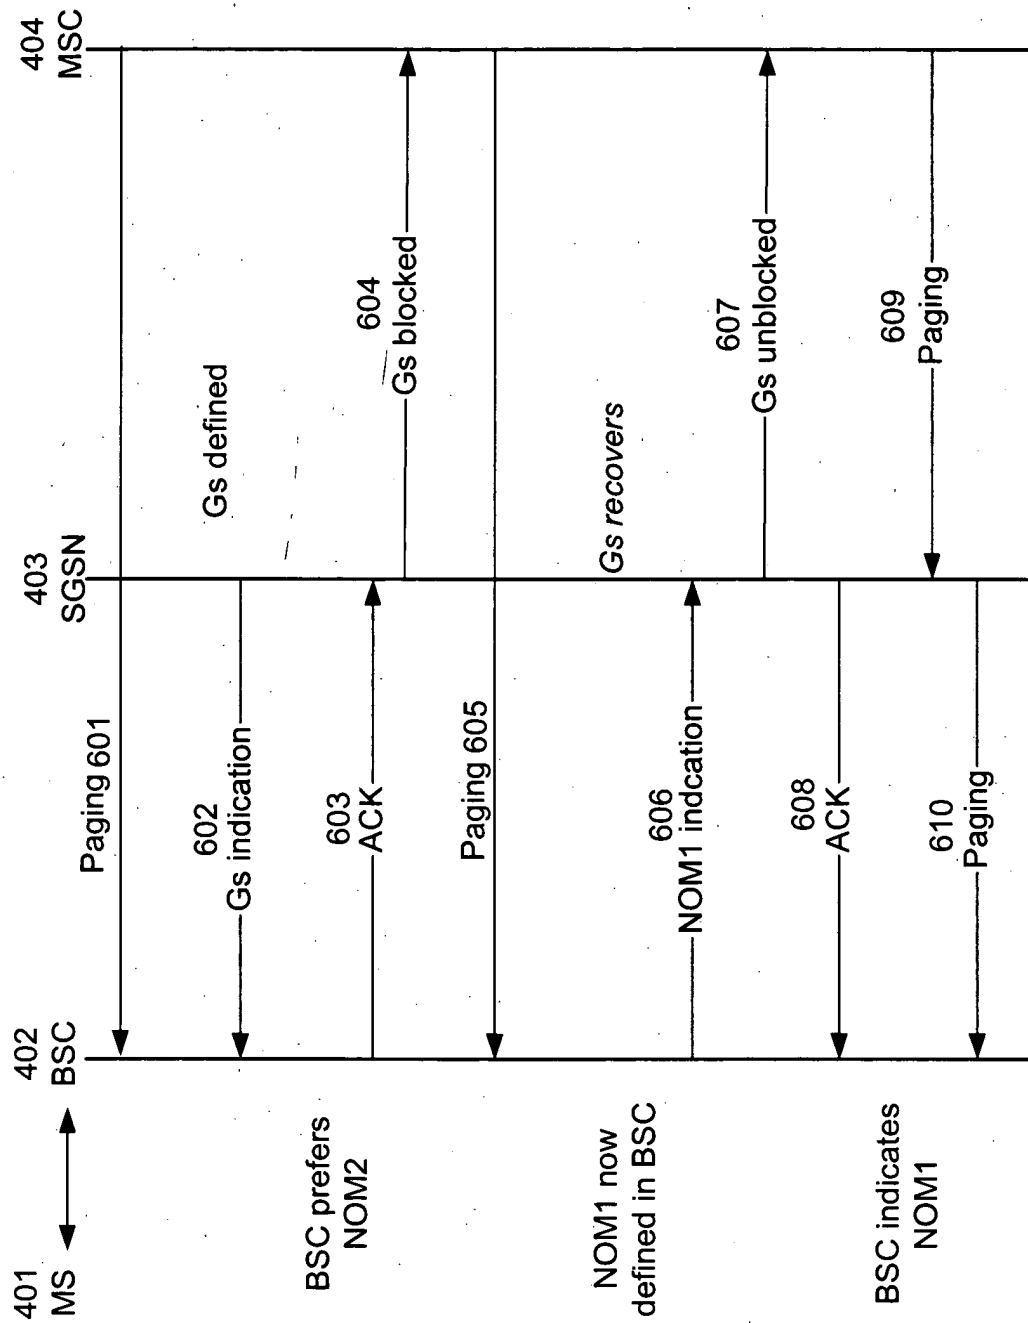 401
MS
402
BSC
403
SGSN
404
MSC
Paging 601
Gs defined
602
Gs indication
BSC prefers
NOM2
603
ACK
604
Gs blocked
Paging 605
NOM1 now
defined in BSC
Gs recovers
606
NOM1 indcation
607
Gs unblocked
608
ACK
BSC indicates
NOM1
609
Paging
610
Paging